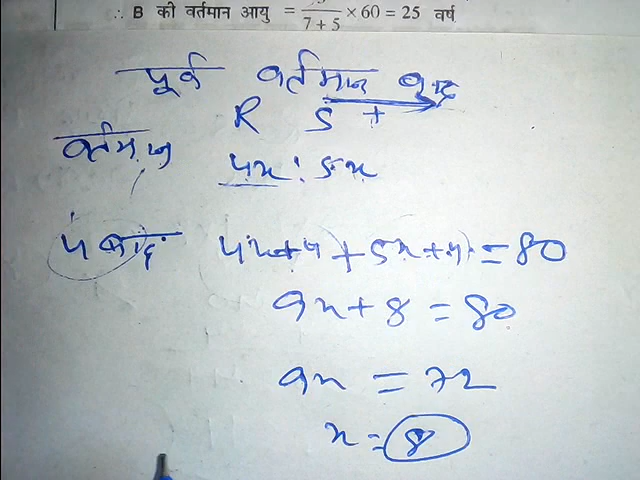 ∴ B की वर्तमान आयु = 5/7 + 5 × 60 = 25 वर्ष
पूर्व वर्तमान बाद
R S +
वर्तमान 4x : 5x
4 बाद 4x+4 + 5x+4 = 80
9x + 8 = 80
9x = 72
x = 8